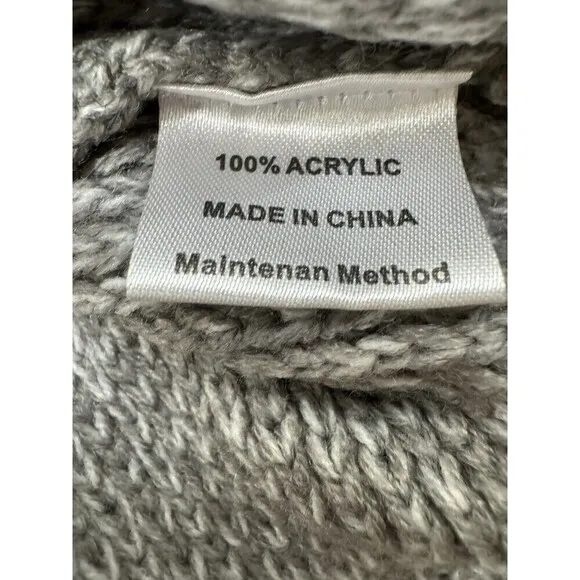 100% ACRYLIC
MADE IN CHINA
Maintenan Method